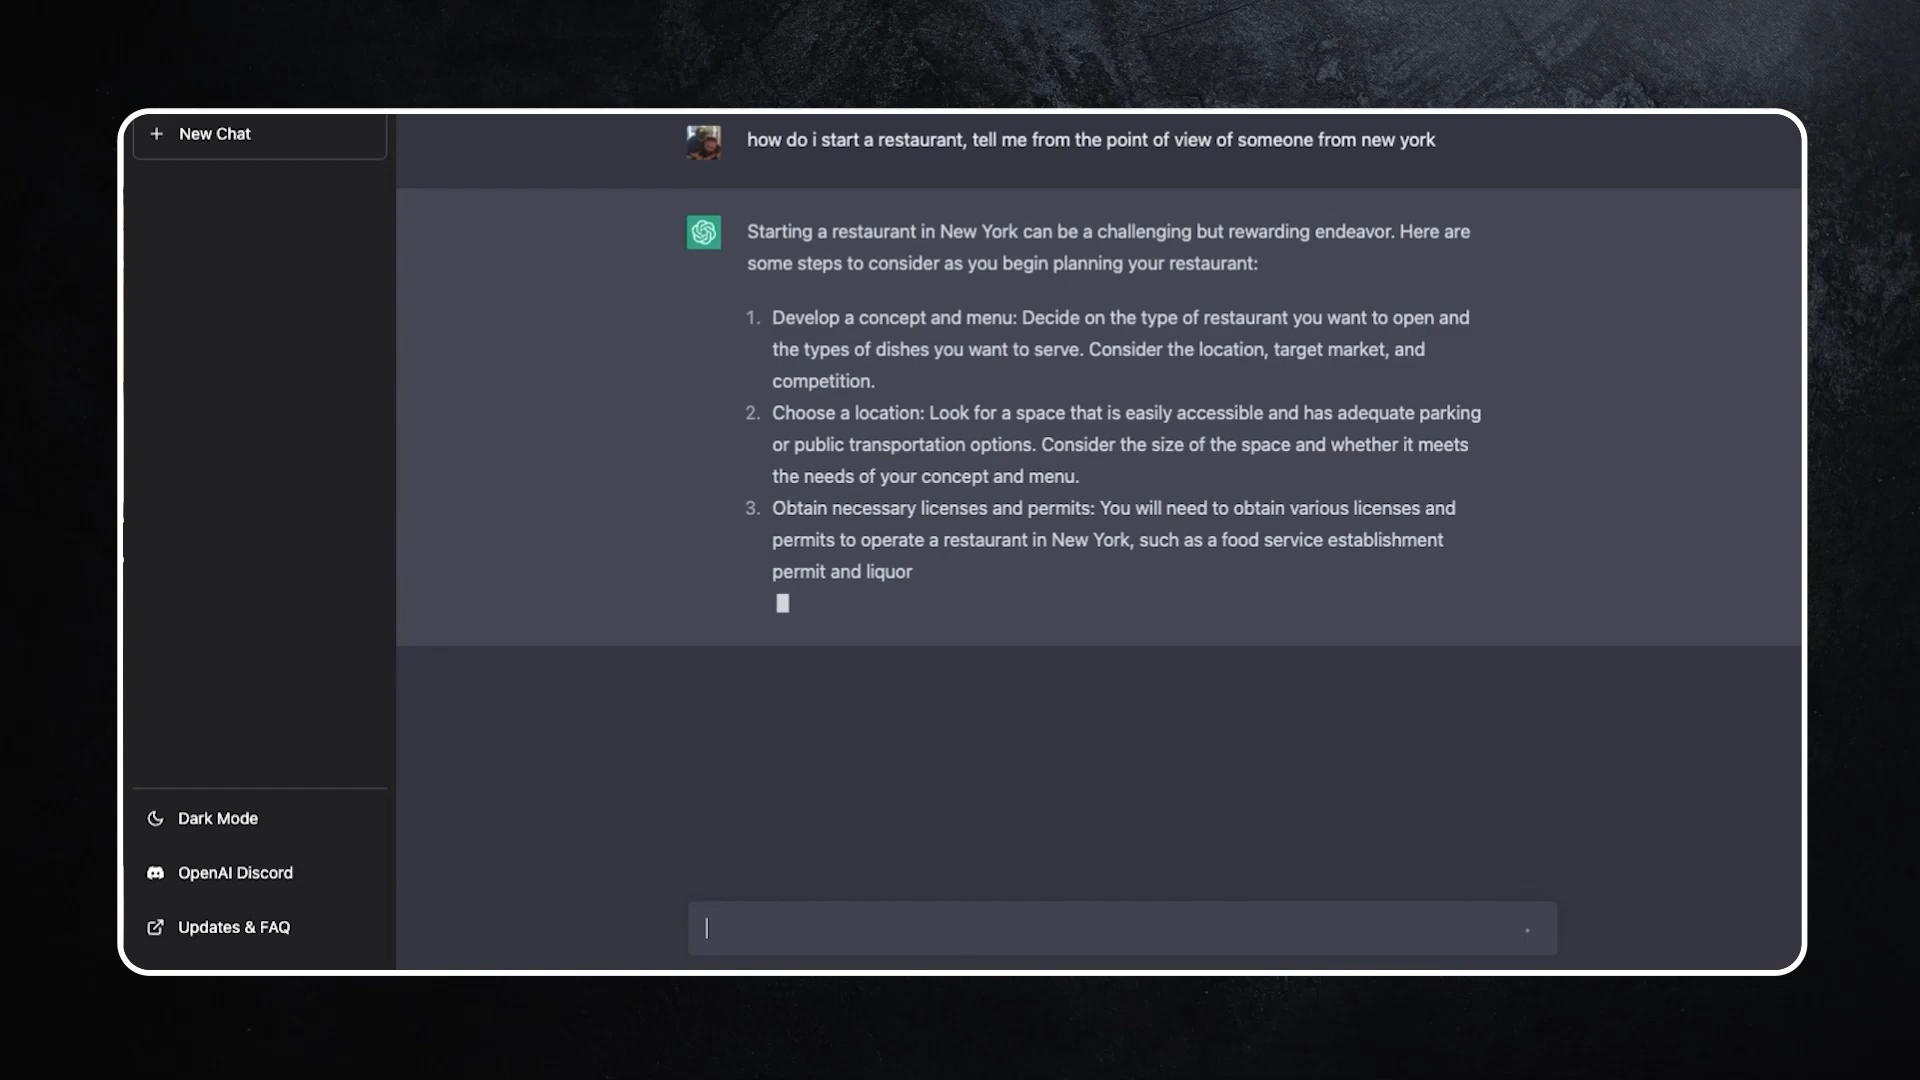 New Chat
how do i start a restaurant, tell me from the point of view of someone from new york
Starting a restaurant in New York can be a challenging but rewarding endeavor. Here are
some steps to consider as you begin planning your restaurant:
1. Develop a concept and menu: Decide on the type of restaurant you want to open and
the types of dishes you want to serve. Consider the location, target market, and
competition.
2. Choose a location: Look for a space that is easily accessible and has adequate parking
or public transportation options. Consider the size of the space and whether it meets
the needs of your concept and menu.
3. Obtain necessary licenses and permits: You will need to obtain various licenses and
permits to operate a restaurant in New York, such as a food service establishment
permit and liquor
Dark Mode
OpenAI Discord
Updates & FAQ